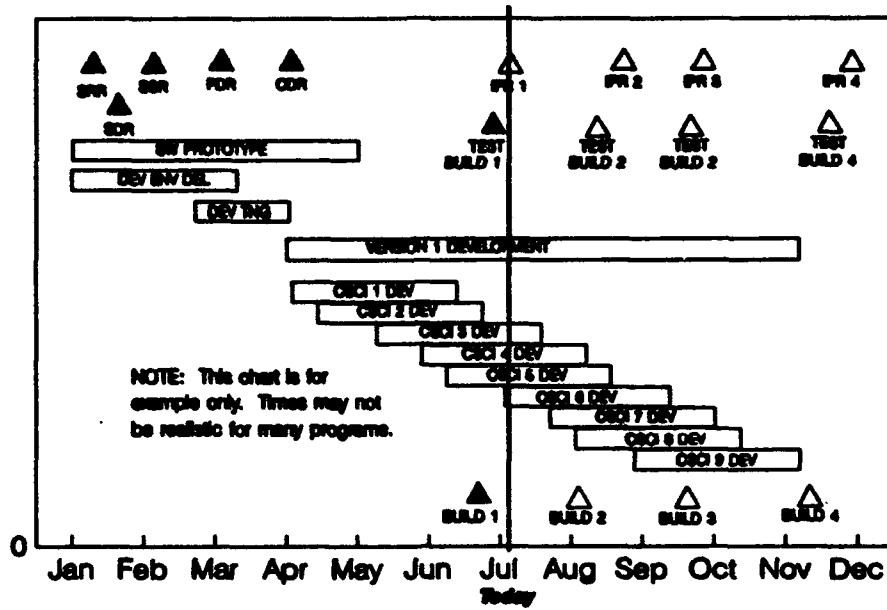 SRR SSR PDR CDR IPR 1 IPR 2 IPR 3 IPR 4
SDR
TEST BUILD 1
TEST BUILD 2
TEST BUILD 2
TEST BUILD 4
SW PROTOTYPE
DEV ENV DEL
DEV TNG
VERSION 1 DEVELOPMENT
CSCI 1 DEV
CSCI 2 DEV
CSCI 3 DEV
CSCI 4 DEV
CSCI 5 DEV
CSCI 6 DEV
CSCI 7 DEV
CSCI 8 DEV
CSCI 9 DEV
NOTE: This chart is for
example only. Times may not
be realistic for many programs.
BUILD 1 BUILD 2 BUILD 3 BUILD 4
0
Jan Feb Mar Apr May Jun Jul Aug Sep Oct Nov Dec
Today